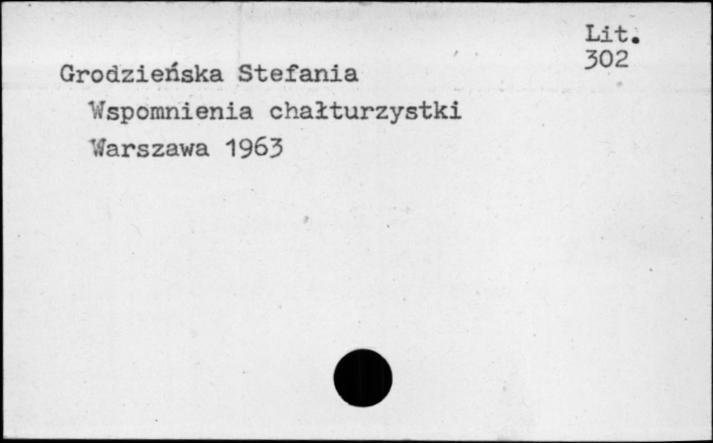 Lit.
302
Grodzieńska Stefania
Wspomnienia chałturzystki
Warszawa 1963